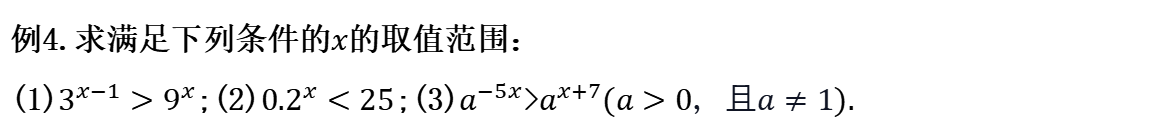 例4.求满足下列条件的x的取值范围：
(1)3^{x−1} > 9^x；(2)0.2^x < 25；(3)a^{−5x}>a^{x+7}(a > 0，且a ≠ 1).